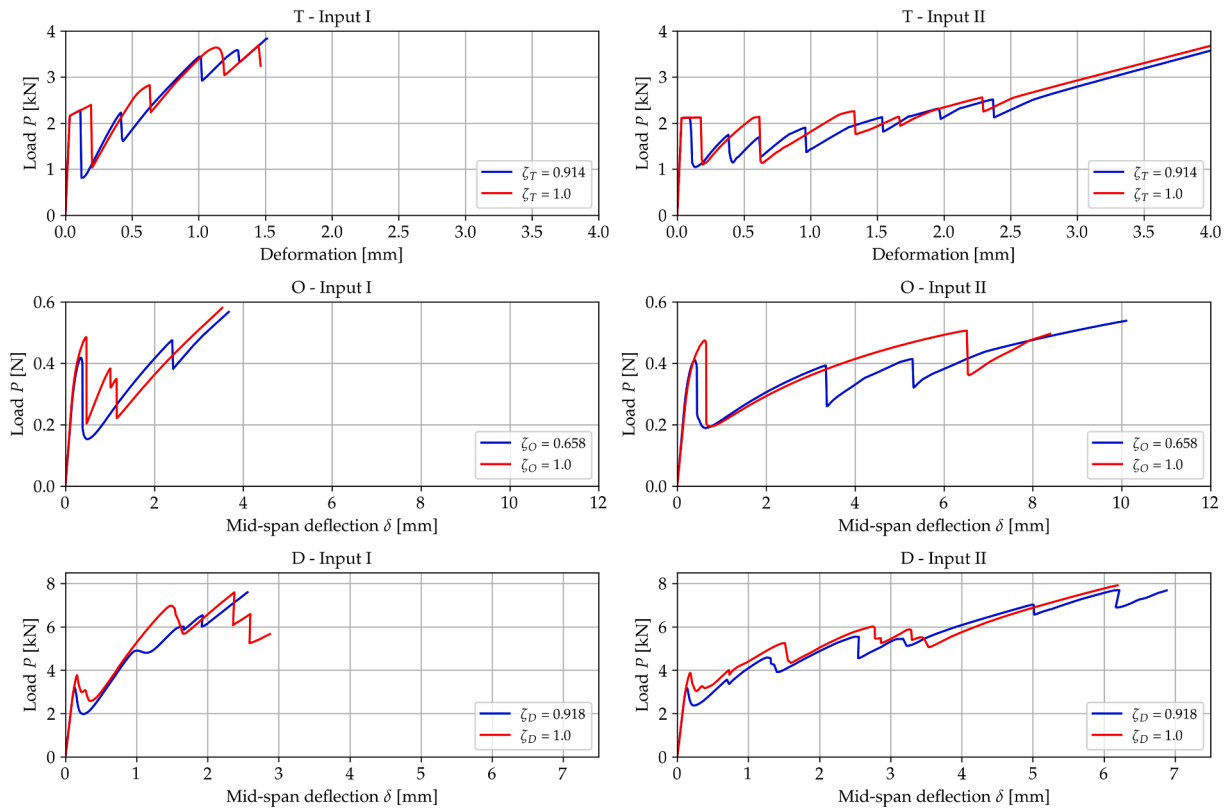 T - Input I
Load P [kN]
4
3
2
1
0
ζT = 0.914
ζT = 1.0
0.0 0.5 1.0 1.5 2.0 2.5 3.0 3.5 4.0
Deformation [mm]
T - Input II
Load P [kN]
4
3
2
1
0
ζT = 0.914
ζT = 1.0
0.0 0.5 1.0 1.5 2.0 2.5 3.0 3.5 4.0
Deformation [mm]
O - Input I
Load P [N]
0.6
0.4
0.2
0.0
ζO = 0.658
ζO = 1.0
0 2 4 6 8 10 12
Mid-span deflection δ [mm]
O - Input II
Load P [N]
0.6
0.4
0.2
0.0
ζO = 0.658
ζO = 1.0
0 2 4 6 8 10 12
Mid-span deflection δ [mm]
D - Input I
Load P [kN]
8
6
4
2
0
ζD = 0.918
ζD = 1.0
0 1 2 3 4 5 6 7
Mid-span deflection δ [mm]
D - Input II
Load P [kN]
8
6
4
2
0
ζD = 0.918
ζD = 1.0
0 1 2 3 4 5 6 7
Mid-span deflection δ [mm]